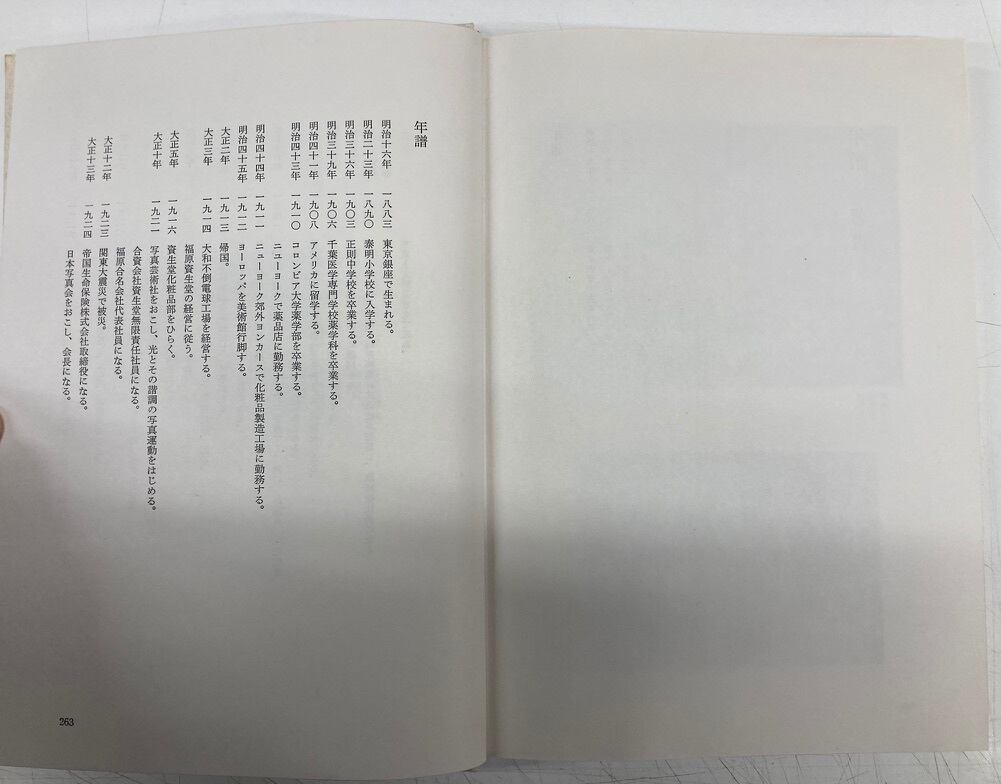 年譜
明治十六年 一八八三 東京銀座で生まれる。
明治二十三年 一八九〇 泰明小学校に入学する。
明治三十六年 一九〇三 正則中学校を卒業する。
明治三十九年 一九〇六 千葉医学専門学校薬学科を卒業する。
明治四十一年 一九〇八 アメリカに留学する。
明治四十三年 一九一〇 コロンビア大学薬学部を卒業する。
ニューヨークで薬品店に勤務する。
明治四十四年 一九一一 ニューヨーク郊外ヨンカースで化粧品製造工場に勤務する。
明治四十五年 一九一二 ヨーロッパを美術館行脚する。
大正二年 一九一三 帰国。
大正三年 一九一四 大和不倒電球工場を経営する。
福原資生堂の経営に従う。
大正五年 一九一六 資生堂化粧品部をひらく。
大正十年 一九二一 写真芸術社をおこし、光とその諧調の写真運動をはじめる。
合資会社資生堂無限責任社員になる。
福原合名会社代表社員になる。
大正十二年 一九二三 関東大震災で被災。
大正十三年 一九二四 帝国生命保険株式会社取締役になる。
日本写真会をおこし、会長になる。
263